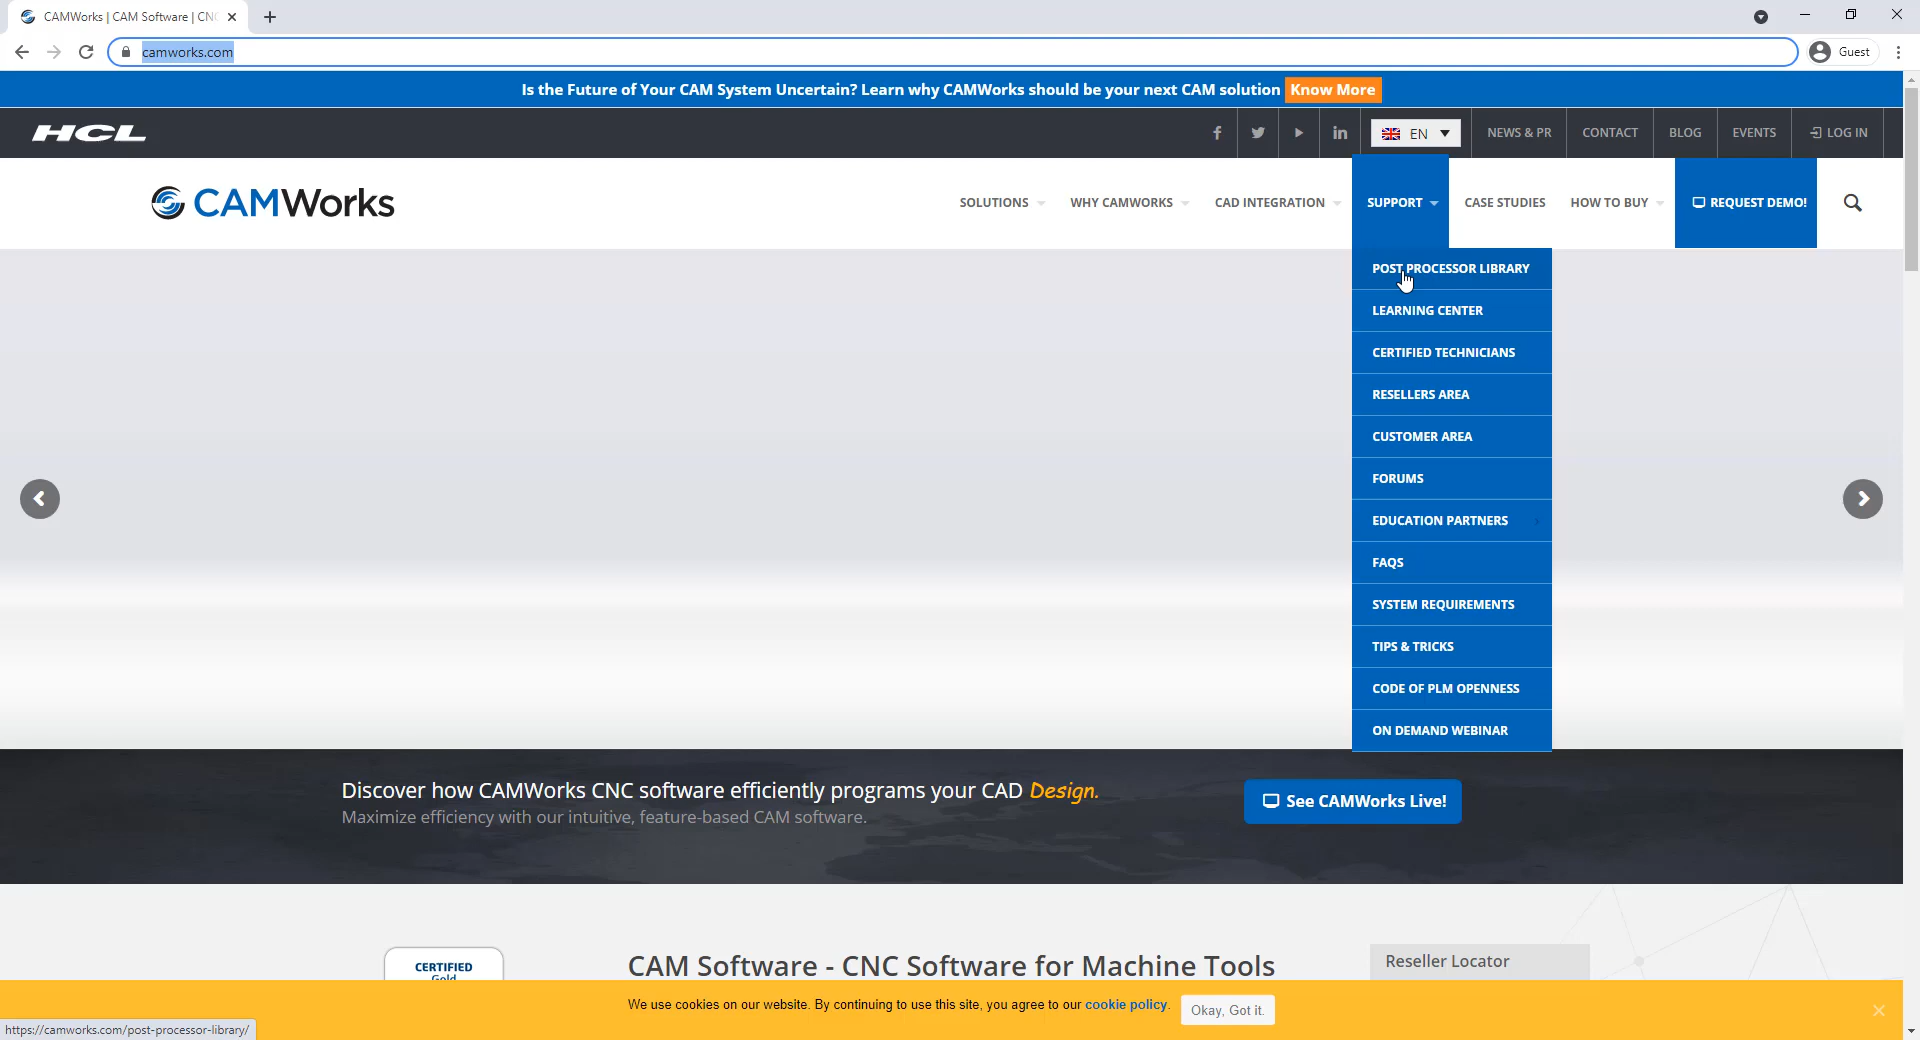 CAMWorks | CAM Software | CNC
camworks.com
Guest
Is the Future of Your CAM System Uncertain? Learn why CAMWorks should be your next CAM solution Know More
HCL
EN
NEWS & PR
CONTACT
BLOG
EVENTS
LOG IN
CAMWorks
SOLUTIONS
WHY CAMWORKS
CAD INTEGRATION
SUPPORT
CASE STUDIES
HOW TO BUY
REQUEST DEMO!
POST PROCESSOR LIBRARY
LEARNING CENTER
CERTIFIED TECHNICIANS
RESELLERS AREA
CUSTOMER AREA
FORUMS
EDUCATION PARTNERS
FAQS
SYSTEM REQUIREMENTS
TIPS & TRICKS
CODE OF PLM OPENNESS
ON DEMAND WEBINAR
Discover how CAMWorks CNC software efficiently programs your CAD Design.
Maximize efficiency with our intuitive, feature-based CAM software.
See CAMWorks Live!
CERTIFIED
Gold
CAM Software - CNC Software for Machine Tools
Reseller Locator
We use cookies on our website. By continuing to use this site, you agree to our cookie policy.
Okay, Got it.
https://camworks.com/post-processor-library/